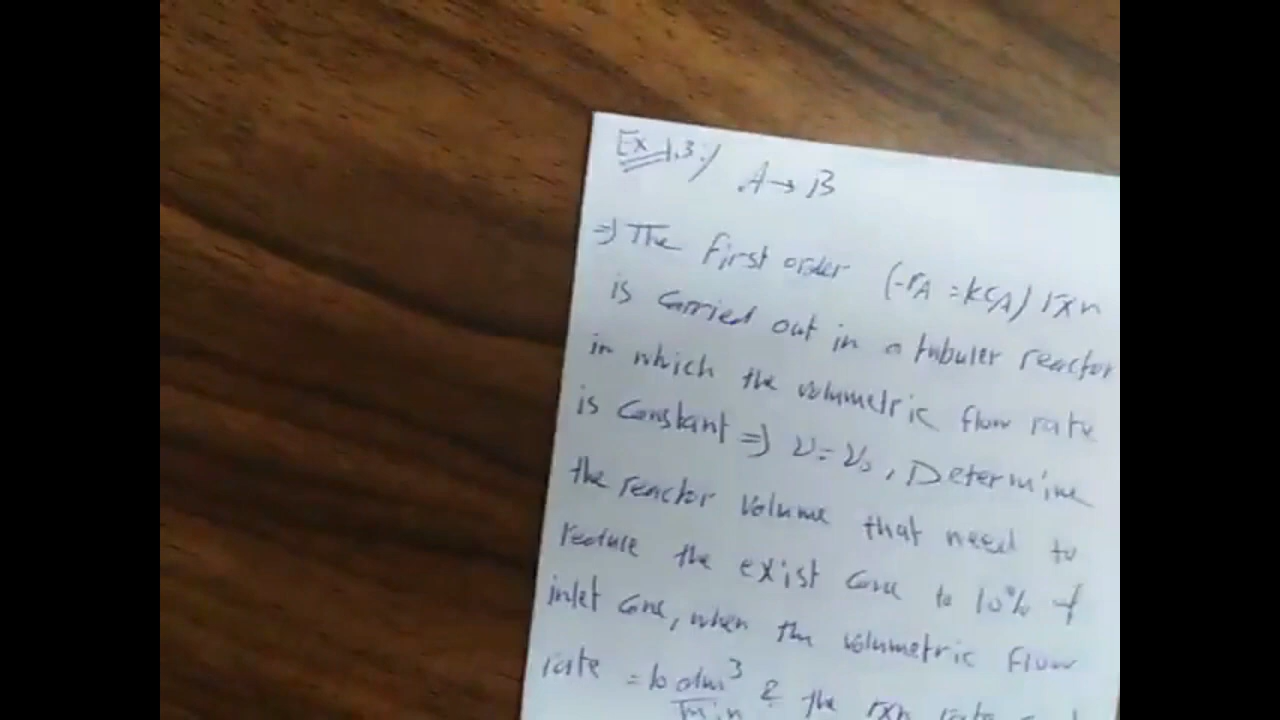 Ex 1.3:/ A → B
⇒ The first order (-rA = kCA) rxn
is carried out in a tubuler reactor
in which the volumetric flow rate
is constant ⇒ v = v₀, Determine
the reactor volume that need to
reduce the exist conc to 10% of
inlet conc, when the volumetric flow
rate = 10 dm³/min & the rxn rate